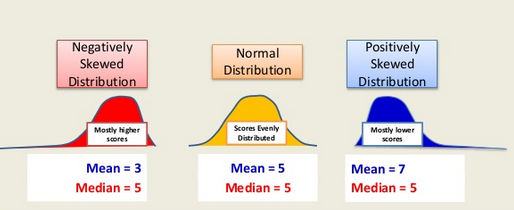 Negatively
Skewed
Distribution
Normal
Distribution
Positively
Skewed
Distribution
Mostly higher
scores
Scores Evenly
Distributed
Mostly lower
scores
Mean = 3
Median = 5
Mean = 5
Median = 5
Mean = 7
Median = 5